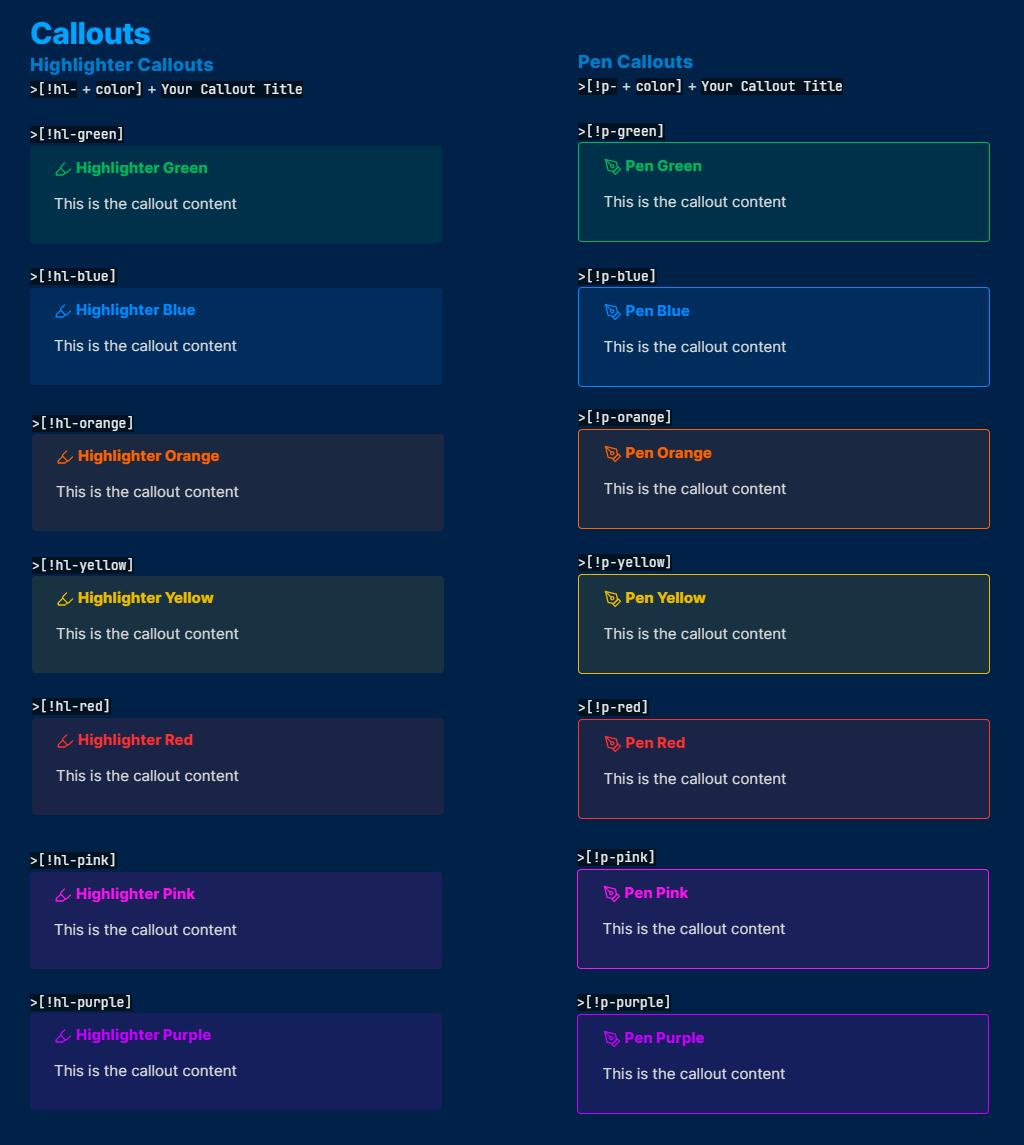 Callouts
Highlighter Callouts
>[!hl- + color] + Your Callout Title
>[!hl-green]
Highlighter Green
This is the callout content
>[!hl-blue]
Highlighter Blue
This is the callout content
>[!hl-orange]
Highlighter Orange
This is the callout content
>[!hl-yellow]
Highlighter Yellow
This is the callout content
>[!hl-red]
Highlighter Red
This is the callout content
>[!hl-pink]
Highlighter Pink
This is the callout content
>[!hl-purple]
Highlighter Purple
This is the callout content
Pen Callouts
>[!p- + color] + Your Callout Title
>[!p-green]
Pen Green
This is the callout content
>[!p-blue]
Pen Blue
This is the callout content
>[!p-orange]
Pen Orange
This is the callout content
>[!p-yellow]
Pen Yellow
This is the callout content
>[!p-red]
Pen Red
This is the callout content
>[!p-pink]
Pen Pink
This is the callout content
>[!p-purple]
Pen Purple
This is the callout content